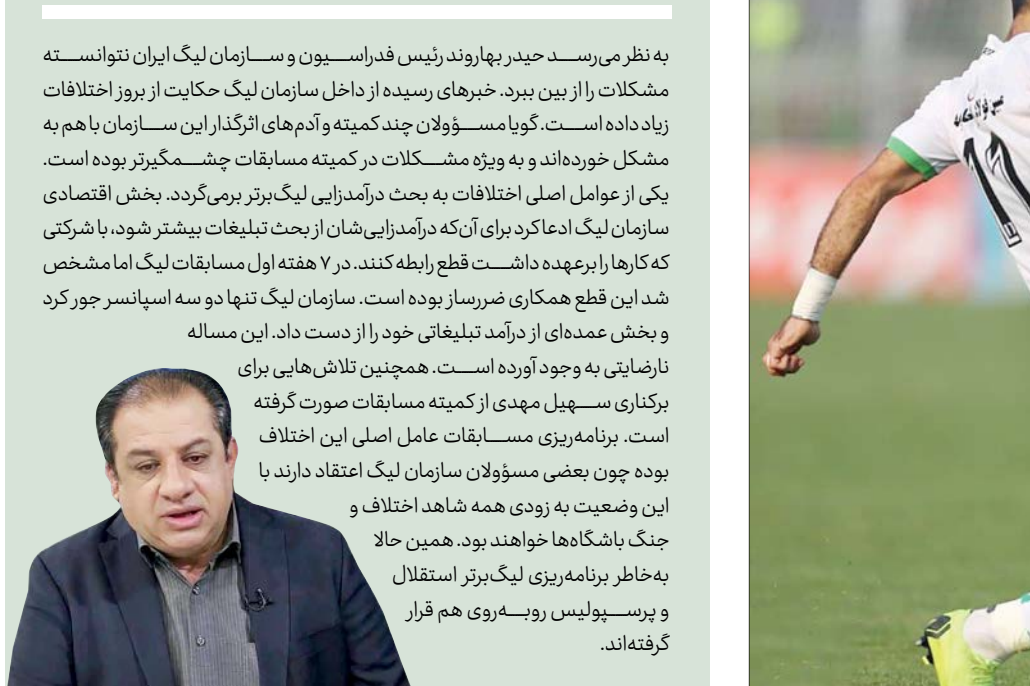 به نظر می‌رسد حیدر بهاروند رئیس فدراسیون و سازمان لیگ ایران نتوانسته
مشکلات را از بین ببرد. خبرهای رسیده از داخل سازمان لیگ حکایت از بروز اختلافات
زیاد داده است. گویا مسؤولان چند کمیته و آدم‌های اثرگذار این سازمان با هم به
مشکل خورده‌اند و به ویژه مشکلات در کمیته مسابقات چشمگیرتر بوده است.
یکی از عوامل اصلی اختلافات به بحث درآمدزایی لیگ‌برتر برمی‌گردد. بخش اقتصادی
سازمان لیگ ادعا کرد برای آن‌که درآمدزایی‌شان از بحث تبلیغات بیشتر شود، با شرکتی
که کارها را برعهده داشت قطع رابطه کنند. در ۷ هفته اول مسابقات لیگ اما مشخص
شد این قطع همکاری ضررساز بوده است. سازمان لیگ تنها دو سه اسپانسر جور کرد
و بخش عمده‌ای از درآمد تبلیغاتی خود را از دست داد. این مساله
نارضایتی به وجود آورده است. همچنین تلاش‌هایی برای
برکناری سهیل مهدی از کمیته مسابقات صورت گرفته
است. برنامه‌ریزی مسابقات عامل اصلی این اختلاف
بوده چون بعضی مسؤولان سازمان لیگ اعتقاد دارند با
این وضعیت به زودی همه شاهد اختلاف و
جنگ باشگاه‌ها خواهند بود. همین حالا
به‌خاطر برنامه‌ریزی لیگ‌برتر استقلال
و پرسپولیس روبه‌روی هم قرار
گرفته‌اند.